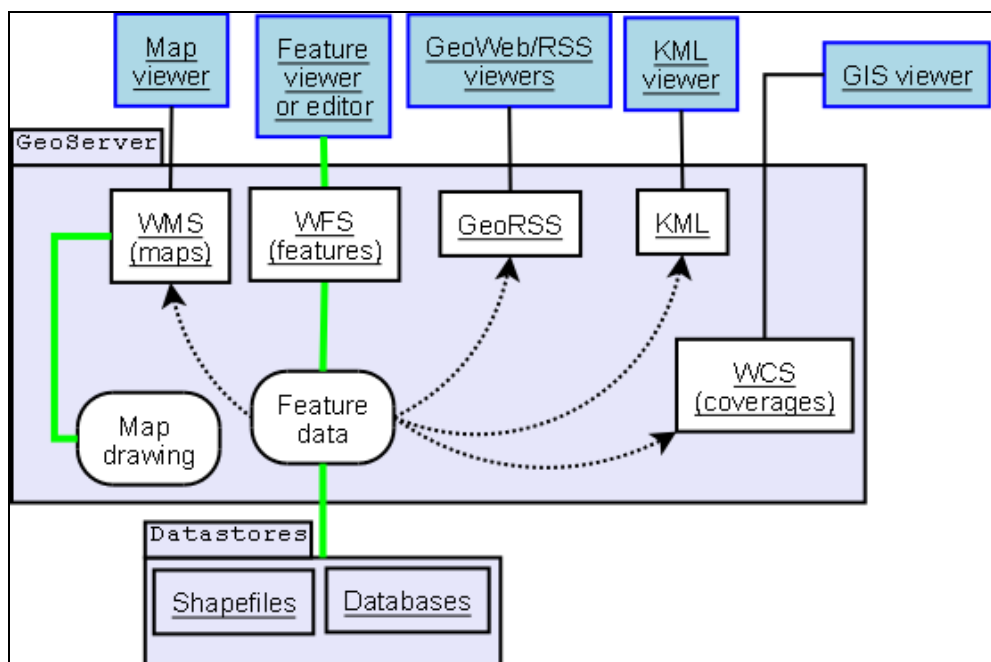 Map
viewer
Feature
viewer
or editor
GeoWeb/RSS
viewers
KML
viewer
GIS viewer
GeoServer
WMS
(maps)
WFS
(features)
GeoRSS
KML
WCS
(coverages)
Map
drawing
Feature
data
Datastores
Shapefiles
Databases